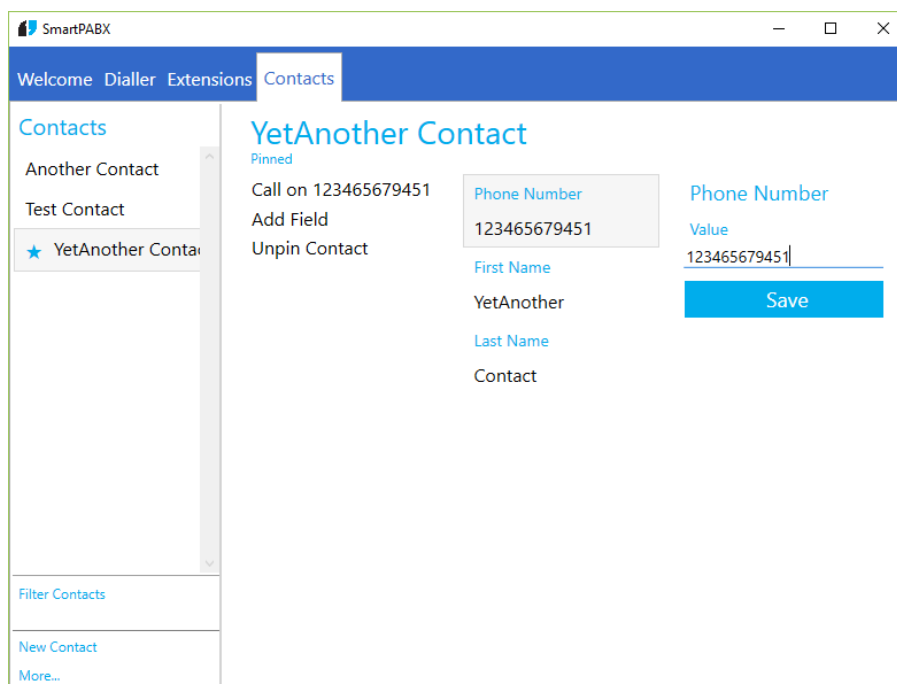 SmartPABX
Welcome Dialler Extensions Contacts
Contacts
Another Contact
Test Contact
YetAnother Contac
Filter Contacts
New Contact
More...
YetAnother Contact
Pinned
Call on 123465679451
Add Field
Unpin Contact
Phone Number
123465679451
First Name
YetAnother
Last Name
Contact
Phone Number
Value
123465679451
Save